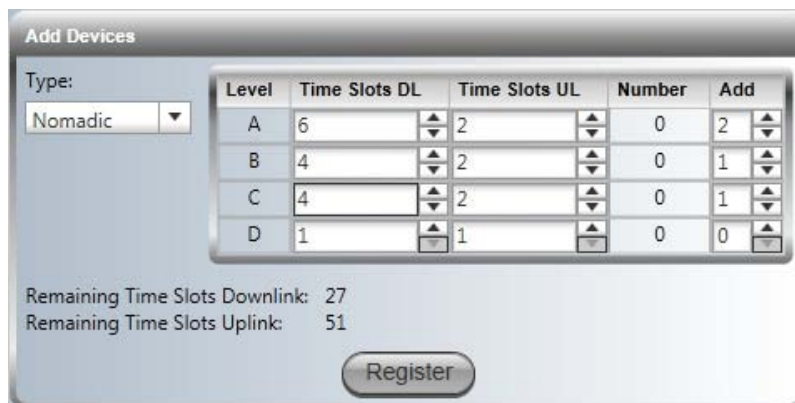 Add Devices
Type:
Nomadic
Level Time Slots DL Time Slots UL Number Add
A 6 2 0 2
B 4 2 0 1
C 4 2 0 1
D 1 1 0 0
Remaining Time Slots Downlink: 27
Remaining Time Slots Uplink: 51
Register